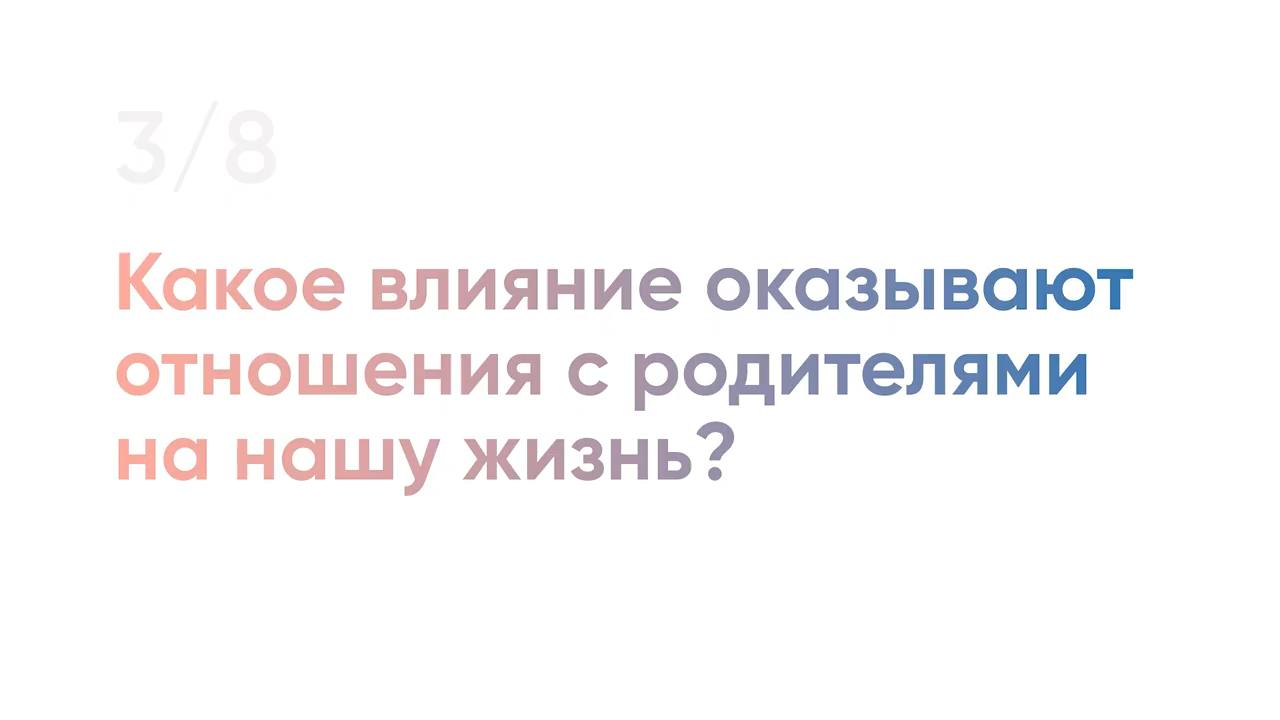 3/8
Какое влияние оказывают
отношения с родителями
на нашу жизнь?